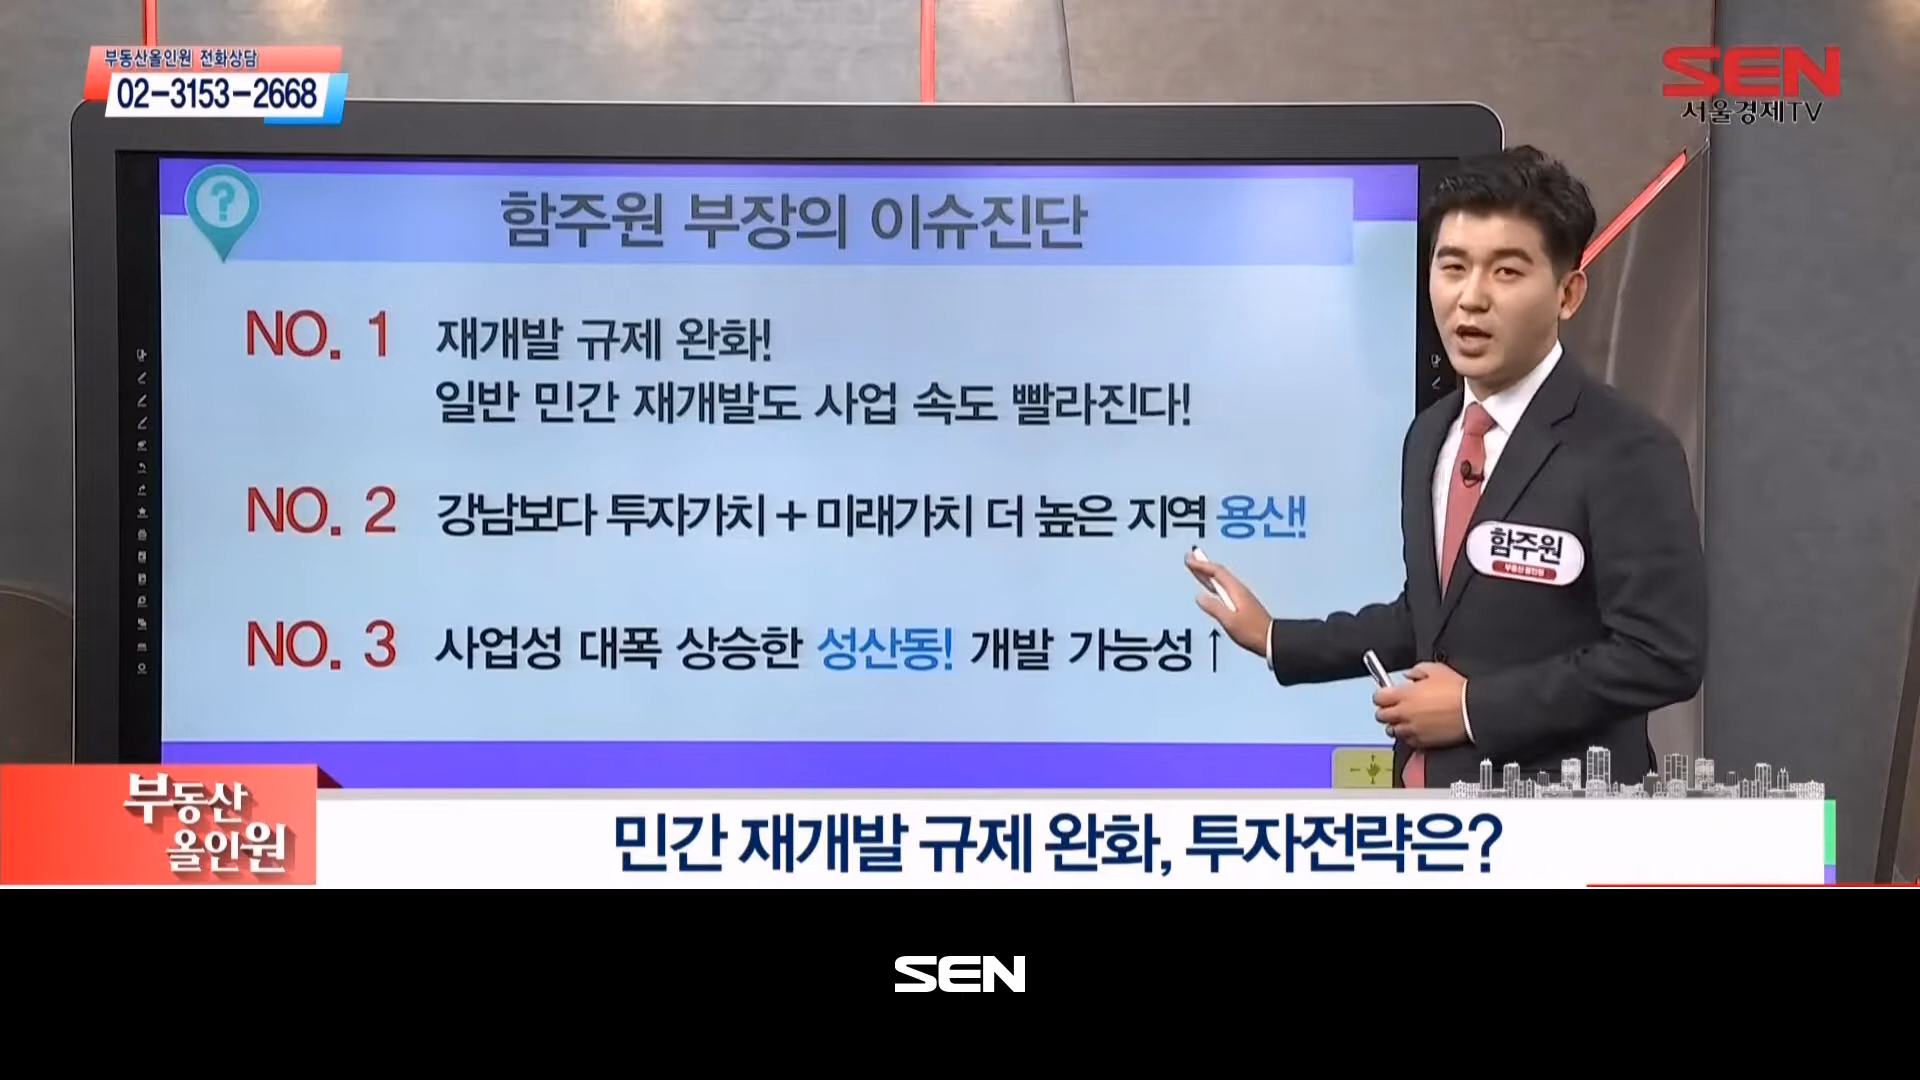 부동산올인원 전화상담
02-3153-2668
SEN
서울경제TV
?
함주원 부장의 이슈진단
NO. 1 재개발 규제 완화!
일반 민간 재개발도 사업 속도 빨라진다!
NO. 2 강남보다 투자가치 + 미래가치 더 높은 지역 용산!
NO. 3 사업성 대폭 상승한 성산동! 개발 가능성 ↑
함주원
부동산 올인원
부동산
올인원
민간 재개발 규제 완화, 투자전략은?
SEN